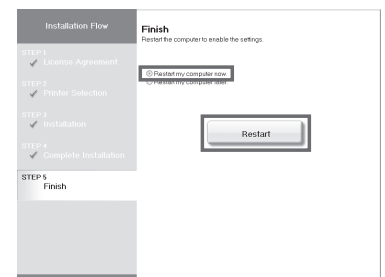 Installation Flow
STEP 1
License Agreement
STEP 2
Printer Selection
STEP 3
Installation
STEP 4
Complete Installation
STEP 5
Finish
Finish
Restart the computer to enable the settings.
Restart my computer now.
Restart my computer later.
Restart